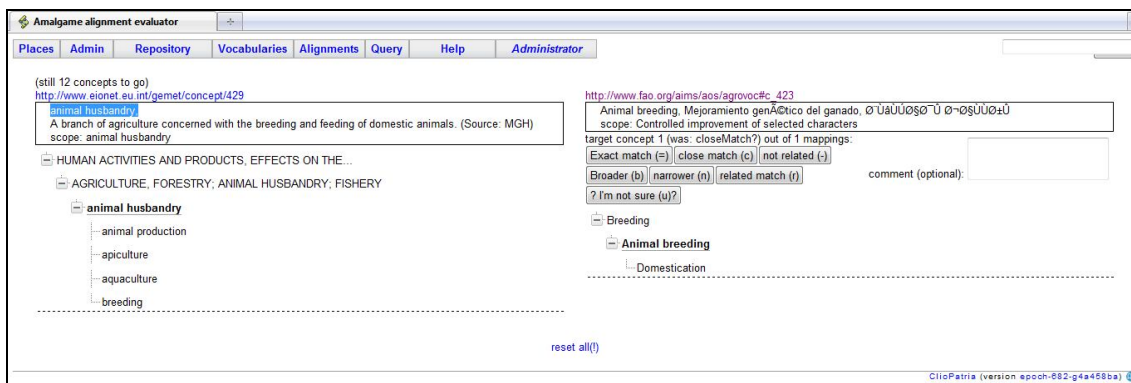 Amalgame alignment evaluator
Places Admin Repository Vocabularies Alignments Query Help Administrator
(still 12 concepts to go)
http://www.eionet.eu.int/gemet/concept/429
animal husbandry,
A branch of agriculture concerned with the breeding and feeding of domestic animals. (Source: MGH)
scope: animal husbandry
HUMAN ACTIVITIES AND PRODUCTS, EFFECTS ON THE...
AGRICULTURE, FORESTRY; ANIMAL HUSBANDRY; FISHERY
animal husbandry
animal production
apiculture
aquaculture
breeding
http://www.fao.org/aims/aos/agrovoc#c_423
Animal breeding, Mejoramiento genÃ©tico del ganado,
scope: Controlled improvement of selected characters
target concept 1 (was: closeMatch?) out of 1 mappings:
Exact match (=) close match (c) not related (-)
Broader (b) narrower (n) related match (r) comment (optional):
? I'm not sure (u)?
Breeding
Animal breeding
Domestication
reset all(!)
ClioPatria (version epoch-682-g4a458ba)